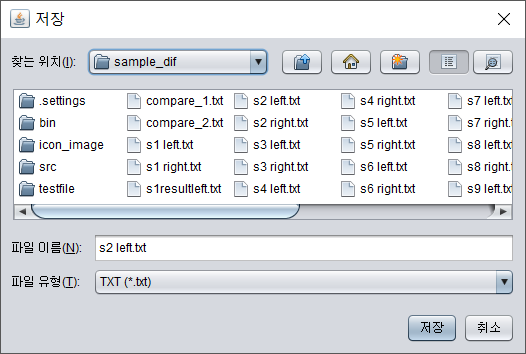 저장
찾는 위치(I): sample_dif
.settings compare_1.txt s2 left.txt s4 right.txt s7 left.txt
bin compare_2.txt s2 right.txt s5 left.txt s7 right.txt
icon_image s1 left.txt s3 left.txt s5 right.txt s8 left.txt
src s1 right.txt s3 right.txt s6 left.txt s8 right.txt
testfile s1resultleft.txt s4 left.txt s6 right.txt s9 left.txt
파일 이름(N): s2 left.txt
파일 유형(T): TXT (*.txt)
저장 취소